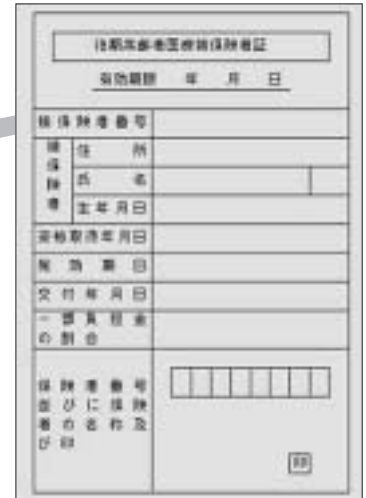 後期高齢者医療被保険者証
有効期限 年 月 日
被保険者番号
被保険者
住所
氏名
生年月日
資格取得年月日
発効期日
交付年月日
一部負担金
の割合
保険者番号
並びに保険
者の名称及
び印
印